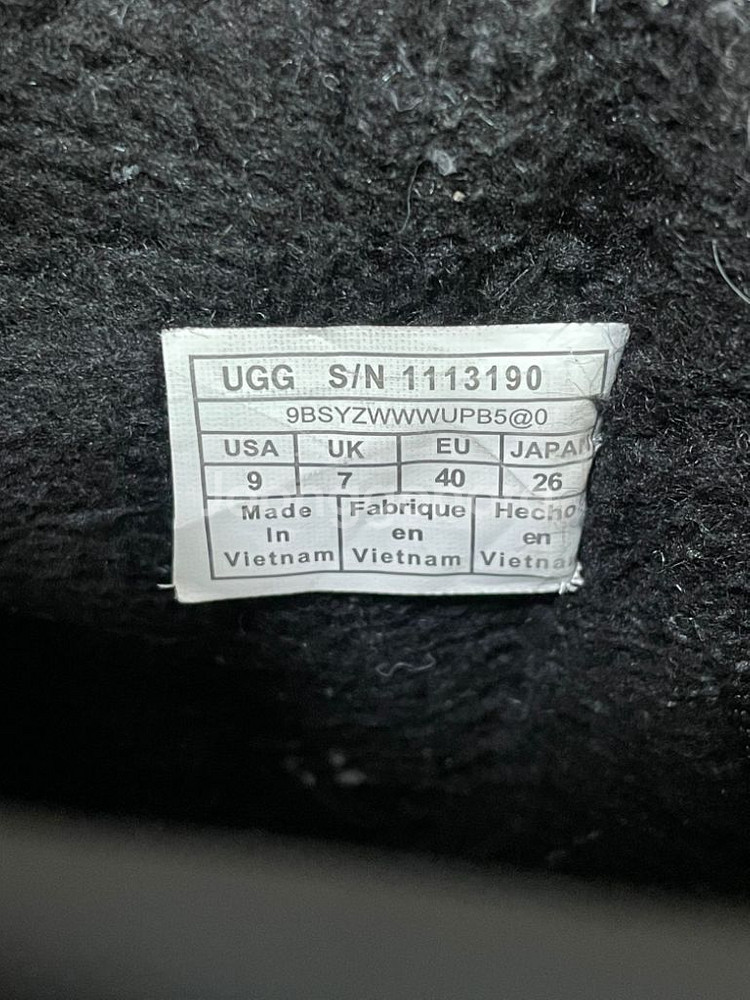 UGG S/N 1113190
9BSYZWWWUPB5@0
USA UK EU JAPAN
9 7 40 26
Made Fabrique Hecho
In en en
Vietnam Vietnam Vietna